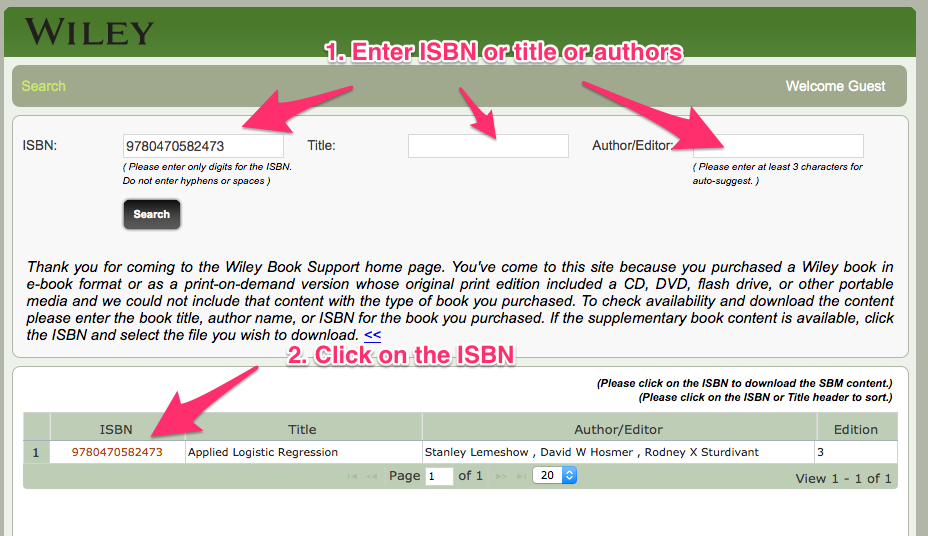 WILEY
1. Enter ISBN or title or authors
Search
Welcome Guest
ISBN:
9780470582473
Title:
Author/Editor:
( Please enter only digits for the ISBN.
Do not enter hyphens or spaces )
( Please enter at least 3 characters for
auto-suggest. )
Search
Thank you for coming to the Wiley Book Support home page. You've come to this site because you purchased a Wiley book in
e-book format or as a print-on-demand version whose original print edition included a CD, DVD, flash drive, or other portable
media and we could not include that content with the type of book you purchased. To check availability and download the content
please enter the book title, author name, or ISBN for the book you purchased. If the supplementary book content is available, click
the ISBN and select the file you wish to download. <<
2. Click on the ISBN
(Please click on the ISBN to download the SBM content.)
(Please click on the ISBN or Title header to sort.)
ISBN Title Author/Editor Edition
1 9780470582473 Applied Logistic Regression Stanley Lemeshow , David W Hosmer , Rodney X Sturdivant 3
Page 1 of 1 20 View 1 - 1 of 1